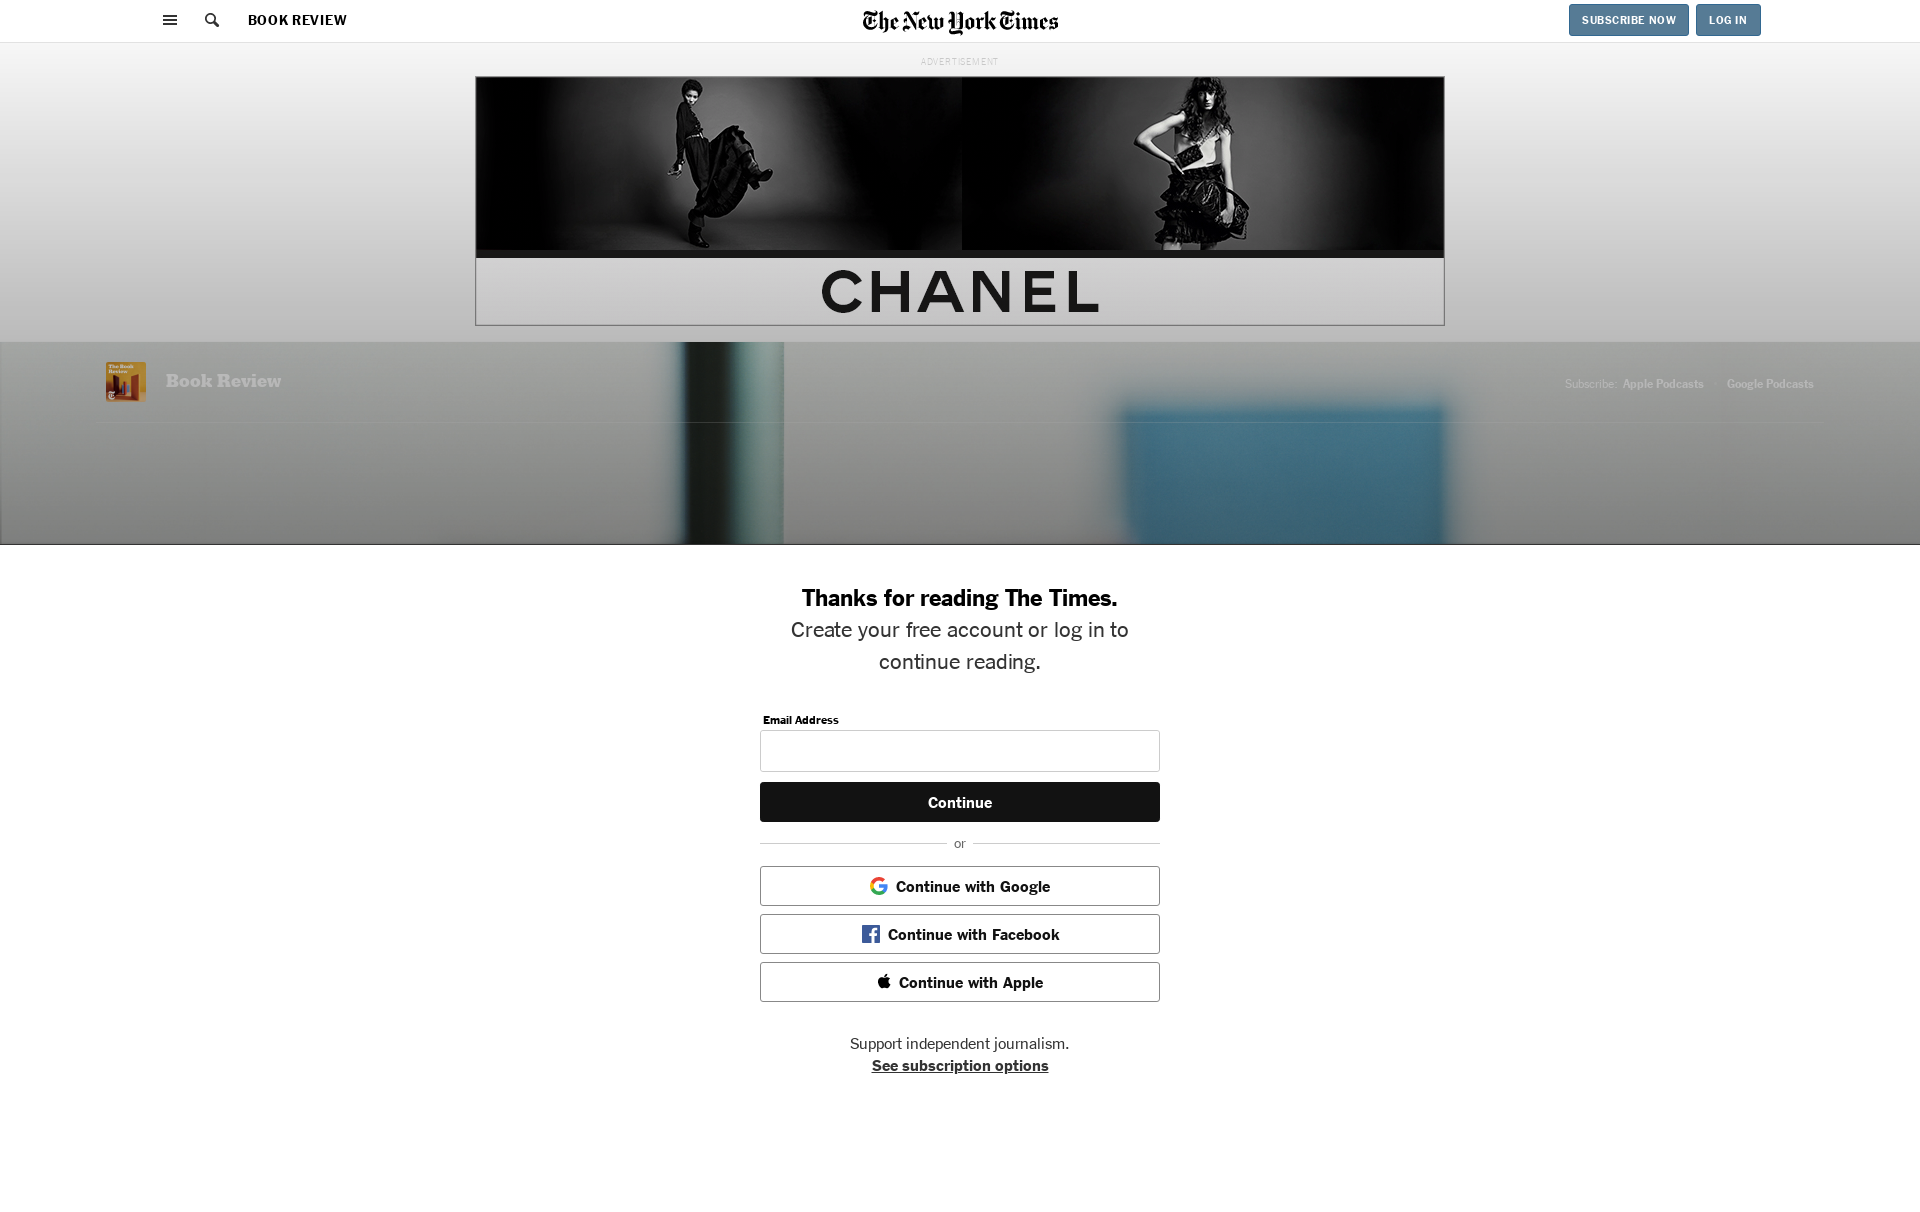 BOOK REVIEW
The New York Times
SUBSCRIBE NOW
LOG IN
ADVERTISEMENT
CHANEL
The Book
Review
Book Review
Subscribe:
Apple Podcasts
Google Podcasts
Thanks for reading The Times.
Create your free account or log in to
continue reading.
Email Address
Continue
or
Continue with Google
Continue with Facebook
Continue with Apple
Support independent journalism.
See subscription options